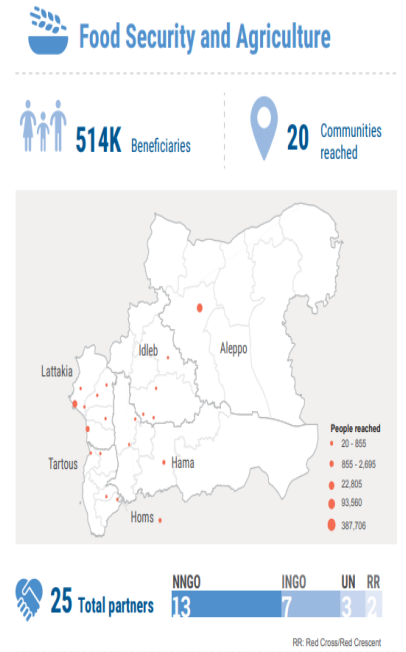 Food Security and Agriculture
514K Beneficiaries
20 Communities
reached
Idleb
Aleppo
Lattakia
Tartous
Hama
Homs
People reached
20 - 855
855 - 2,695
22,805
93,560
387,706
25 Total partners
NNGO INGO UN RR
13 7 3 2
RR: Red Cross/Red Crescent